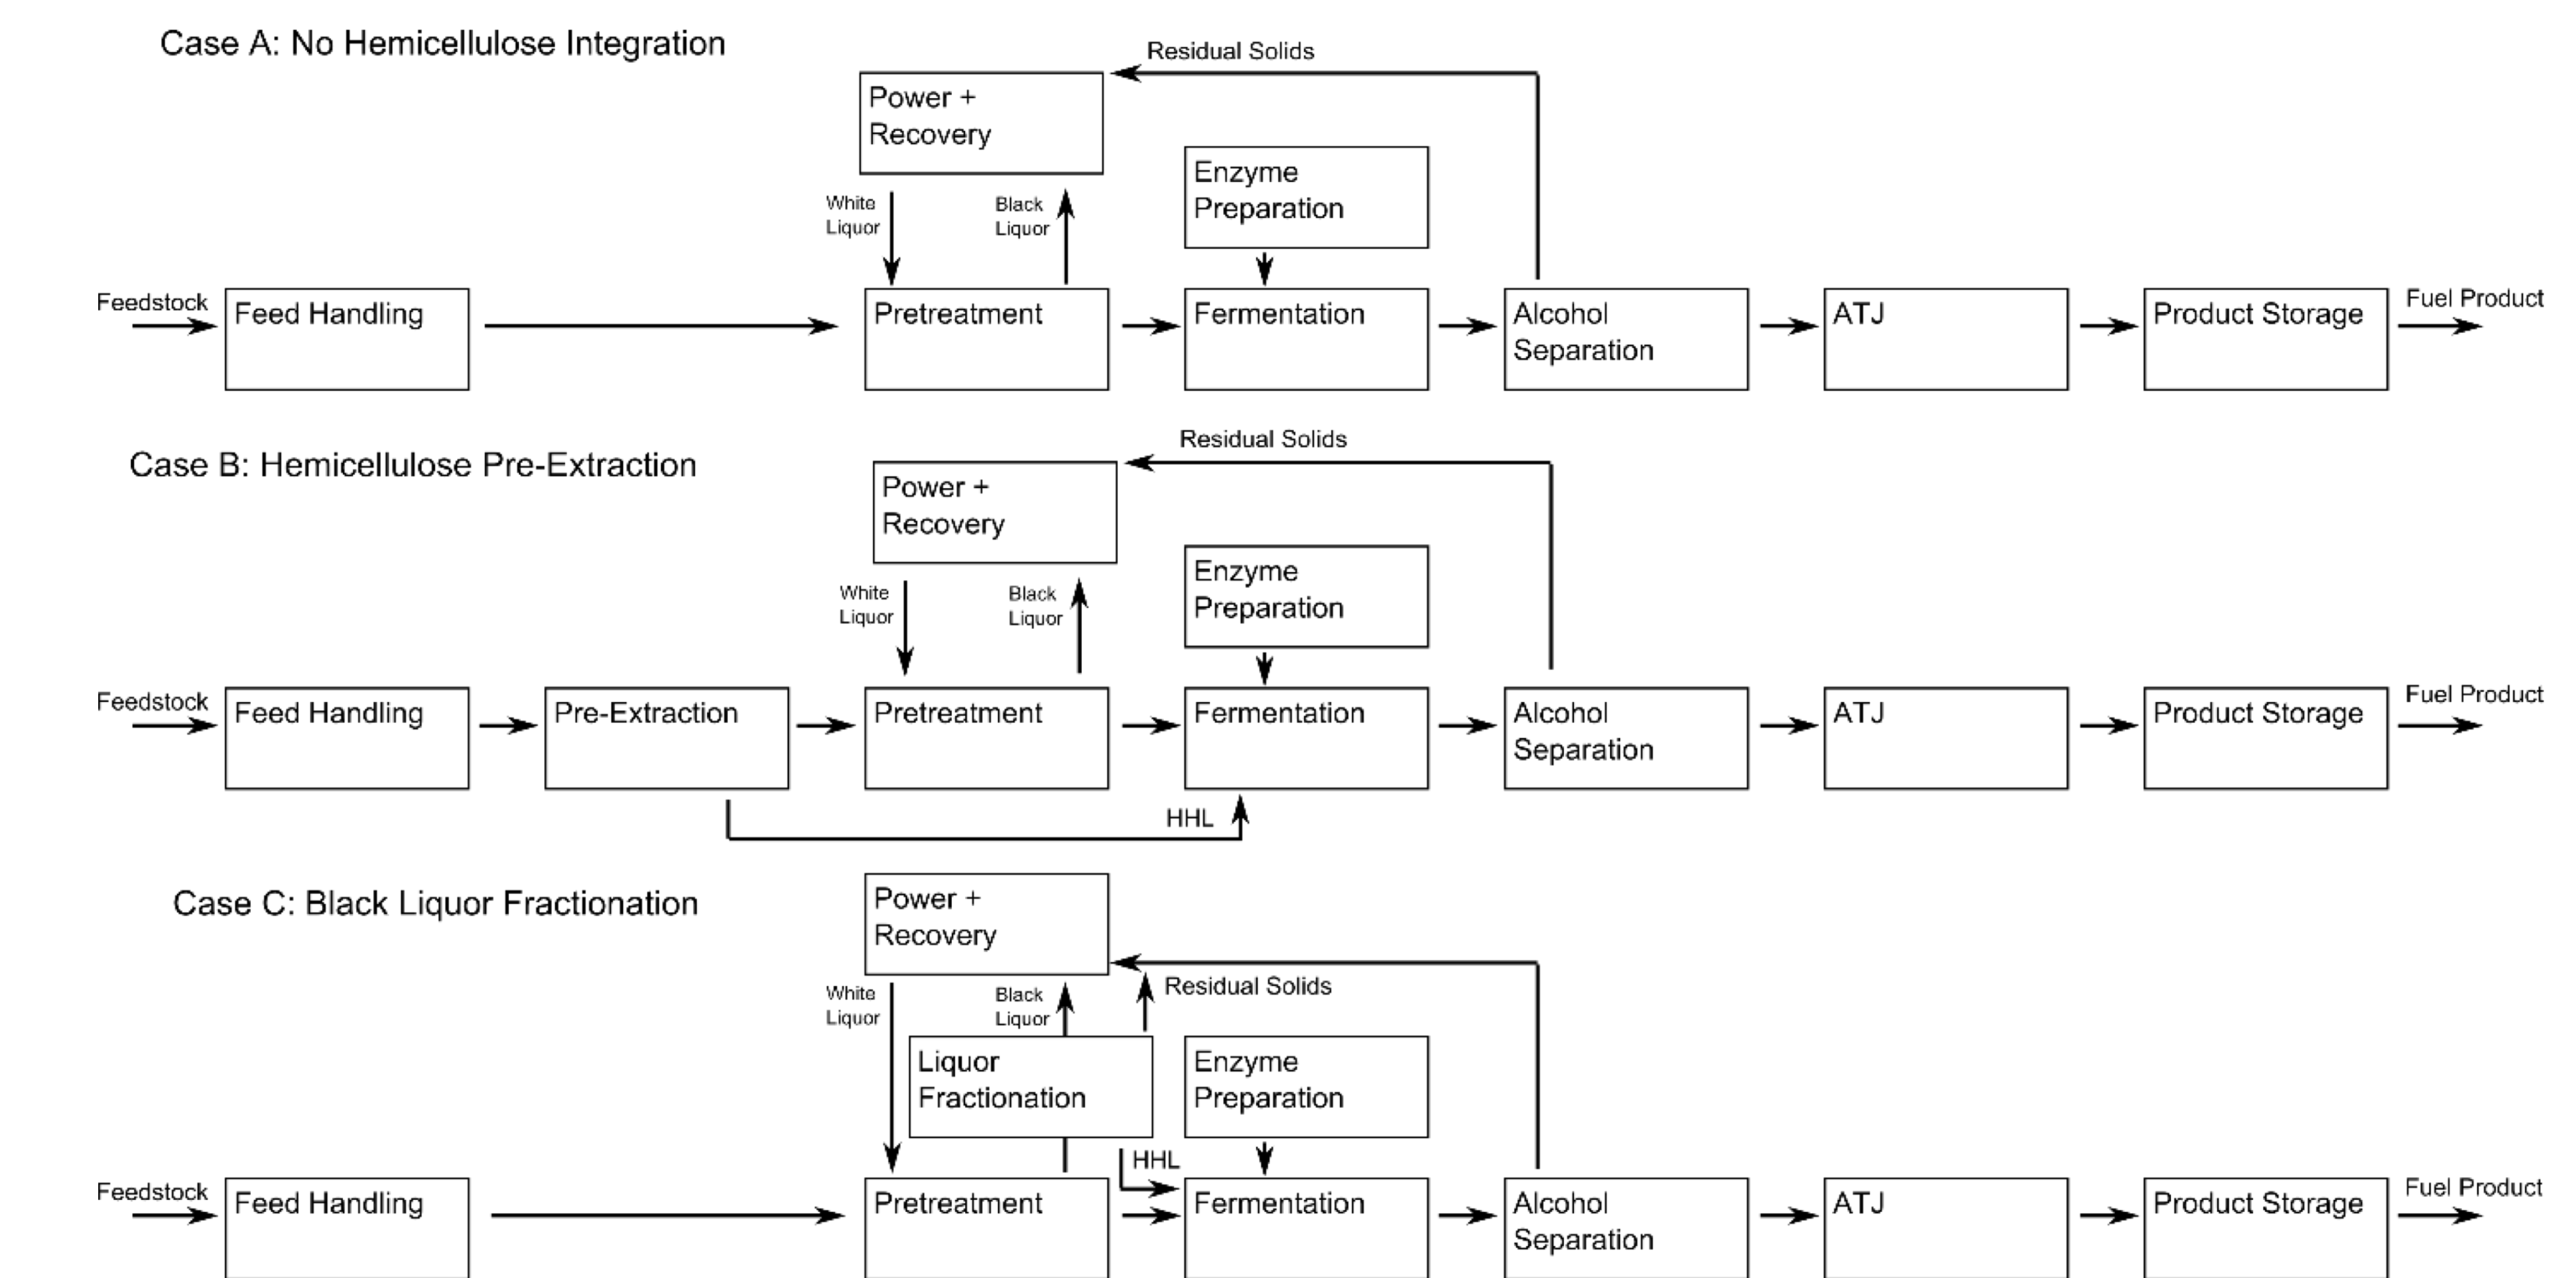 Case A: No Hemicellulose Integration
Residual Solids
Power +
Recovery
Enzyme
Preparation
White
Liquor
Black
Liquor
Feedstock
Feed Handling
Pretreatment
Fermentation
Alcohol
Separation
ATJ
Product Storage
Fuel Product
Case B: Hemicellulose Pre-Extraction
Residual Solids
Power +
Recovery
Enzyme
Preparation
White
Liquor
Black
Liquor
Feedstock
Feed Handling
Pre-Extraction
Pretreatment
Fermentation
Alcohol
Separation
ATJ
Product Storage
Fuel Product
HHL
Case C: Black Liquor Fractionation
Power +
Recovery
Residual Solids
White
Liquor
Black
Liquor
Liquor
Fractionation
Enzyme
Preparation
HHL
Feedstock
Feed Handling
Pretreatment
Fermentation
Alcohol
Separation
ATJ
Product Storage
Fuel Product